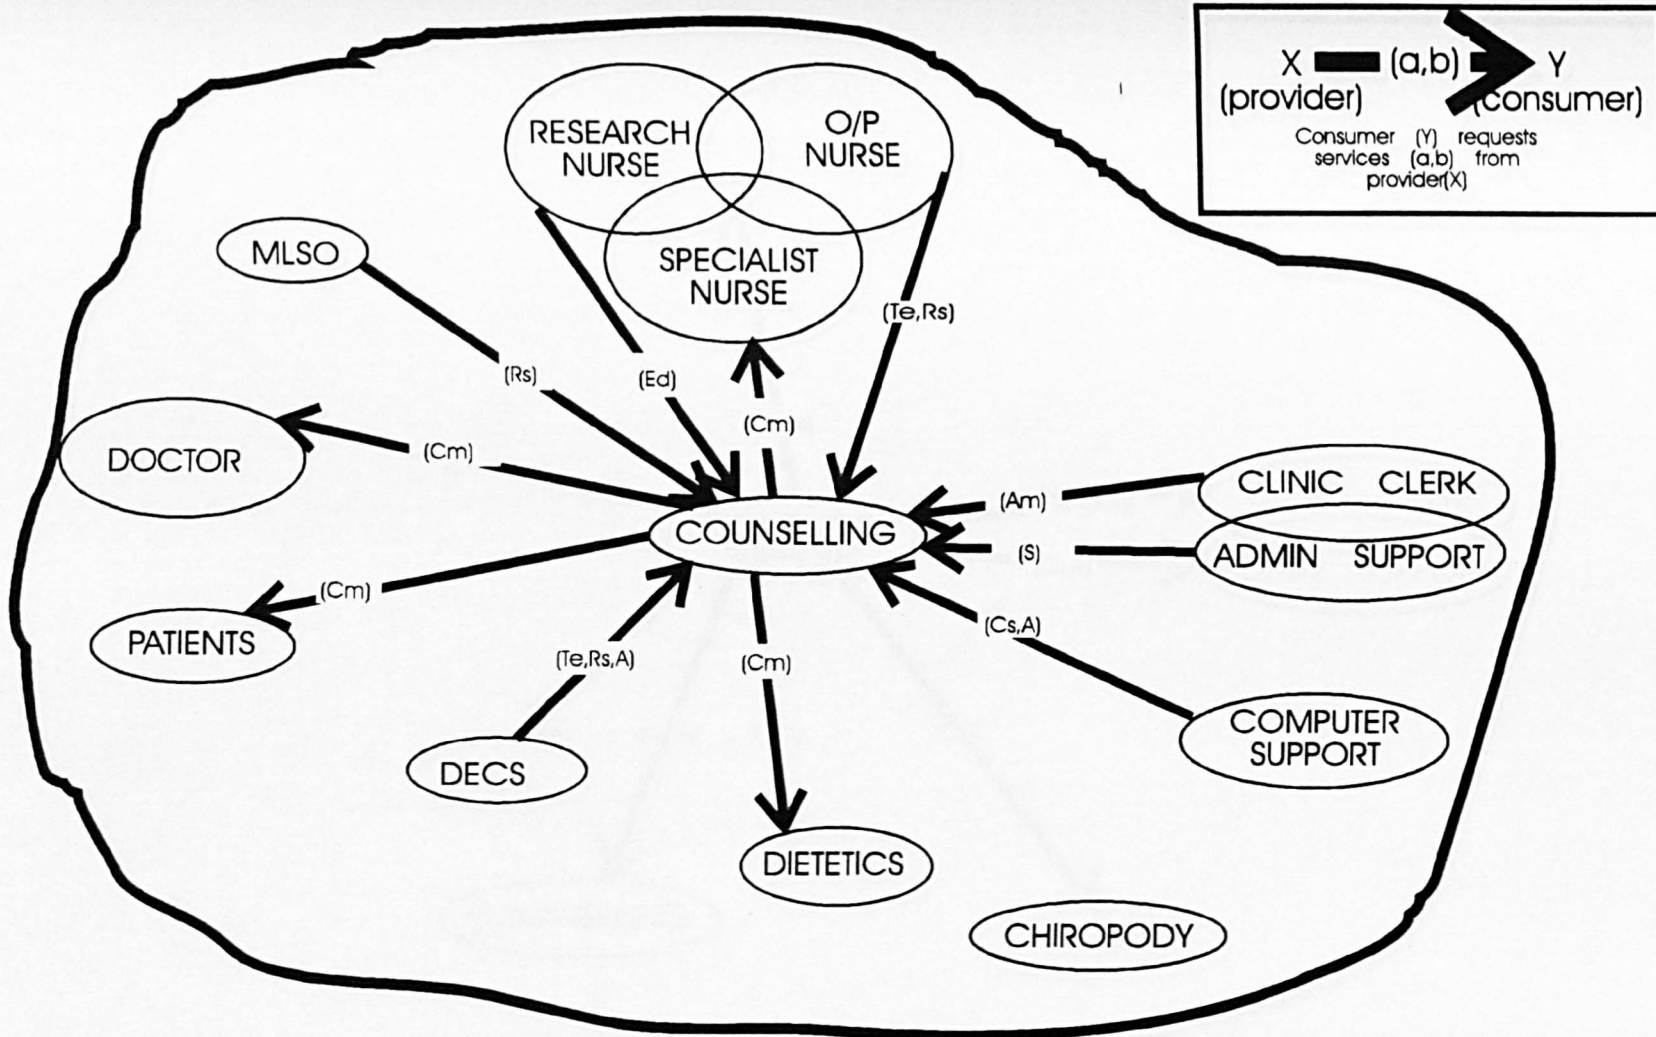 X (a,b) Y
(provider) (consumer)
Consumer (Y) requests
services (a,b) from
provider(X)
RESEARCH
NURSE
O/P
NURSE
SPECIALIST
NURSE
MLSO
(Te,Rs)
(Rs)
(Ed)
(Cm)
DOCTOR
(Cm)
CLINIC CLERK
(Am)
COUNSELLING
ADMIN SUPPORT
(S)
(Cm)
PATIENTS
(Cs,A)
(Te,Rs,A)
(Cm)
COMPUTER
SUPPORT
DECS
DIETETICS
CHIROPODY